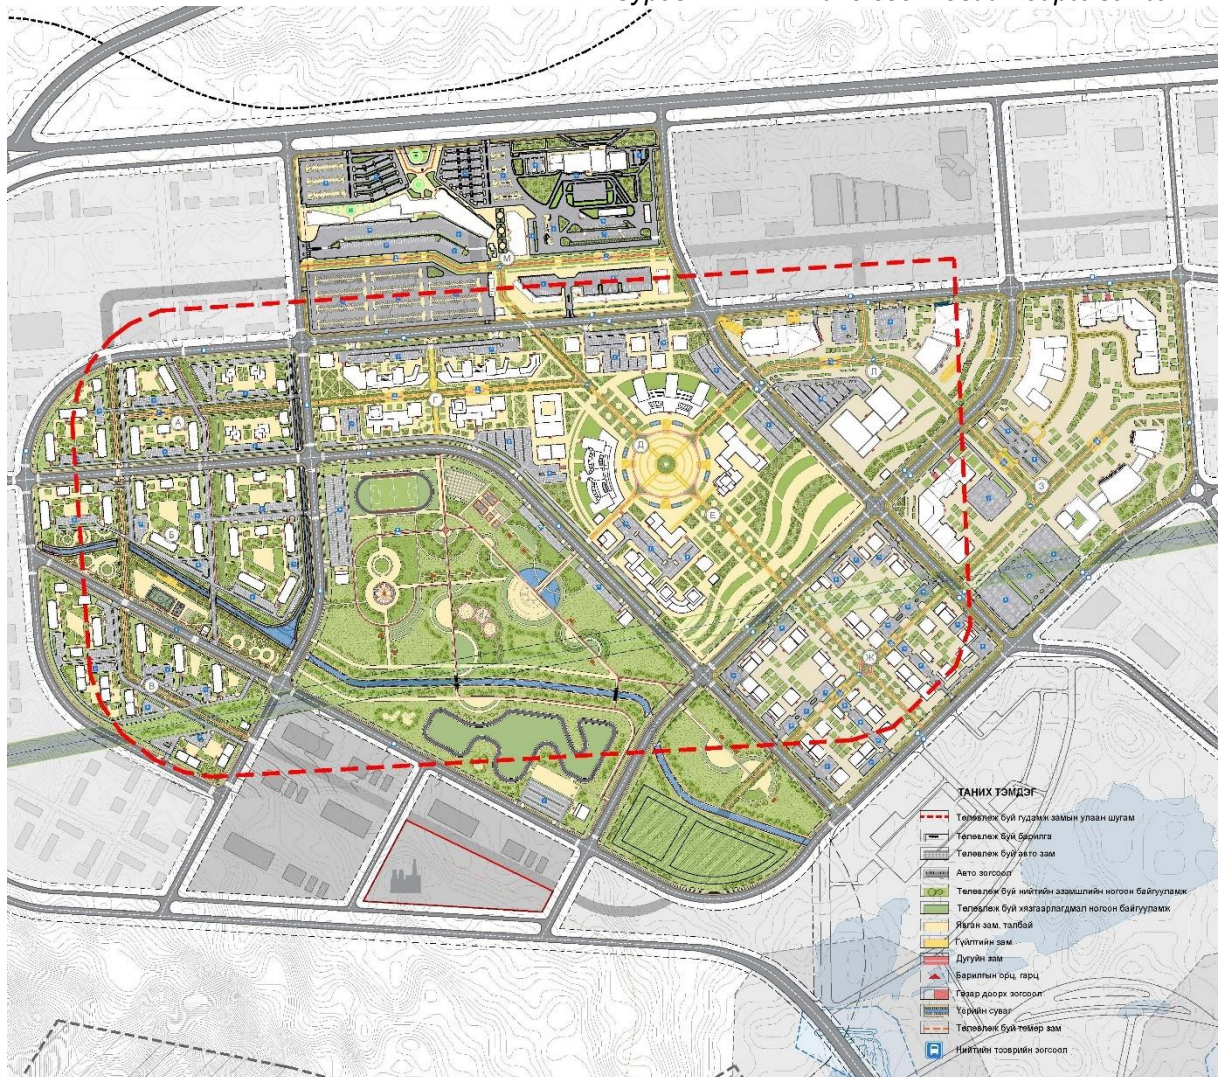 М
Л
Г
А
Д
З
Е
Б
Ж
В
ТАНИХ ТЭМДЭГ
Төлөвлөж буй гудамж замын улаан шугам
Төлөвлөж буй барилга
Төлөвлөж буй авто зам
Авто зогсоол
Төлөвлөж буй нийтийн эзэмшлийн ногоон байгууламж
Төлөвлөж буй хязгаарлагдмал ногоон байгууламж
Явган зам, талбай
Гүйлтийн зам
Дугуйн зам
Барилгын орц, гарц
Газар доорх зогсоол
Үерийн суваг
Төлөвлөж буй төмөр зам
Нийтийн тээврийн зогсоол